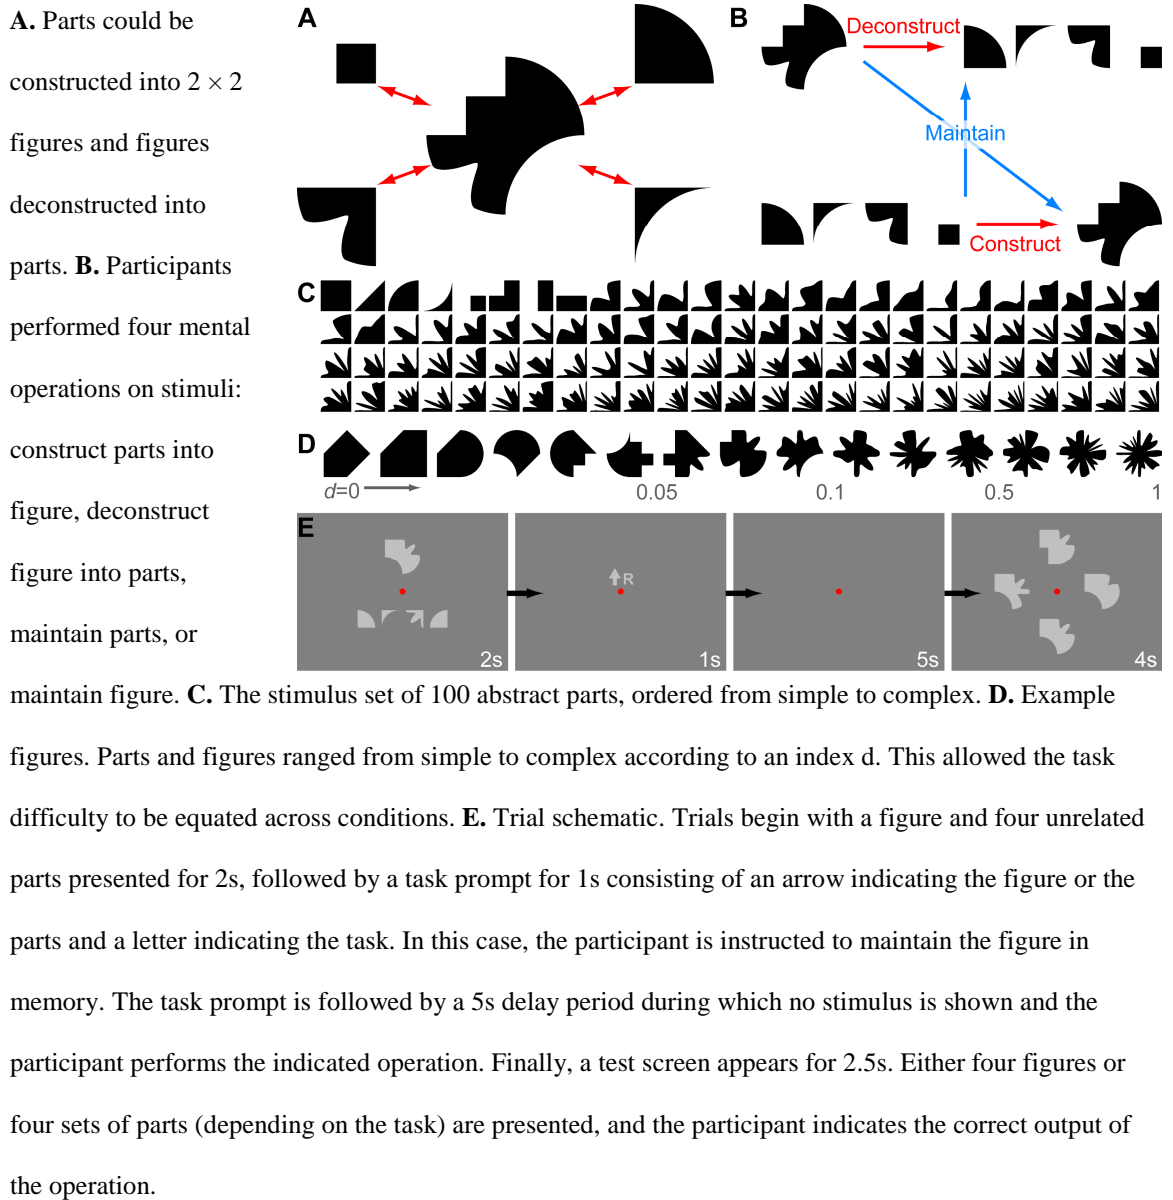 A. Parts could be
constructed into 2 × 2
figures and figures
deconstructed into
parts. B. Participants
performed four mental
operations on stimuli:
construct parts into
figure, deconstruct
figure into parts,
maintain parts, or
A
B
Deconstruct
Maintain
Construct
C
D
d=0
0.05
0.1
0.5
1
E
R
2s
1s
5s
4s
maintain figure. C. The stimulus set of 100 abstract parts, ordered from simple to complex. D. Example
figures. Parts and figures ranged from simple to complex according to an index d. This allowed the task
difficulty to be equated across conditions. E. Trial schematic. Trials begin with a figure and four unrelated
parts presented for 2s, followed by a task prompt for 1s consisting of an arrow indicating the figure or the
parts and a letter indicating the task. In this case, the participant is instructed to maintain the figure in
memory. The task prompt is followed by a 5s delay period during which no stimulus is shown and the
participant performs the indicated operation. Finally, a test screen appears for 2.5s. Either four figures or
four sets of parts (depending on the task) are presented, and the participant indicates the correct output of
the operation.